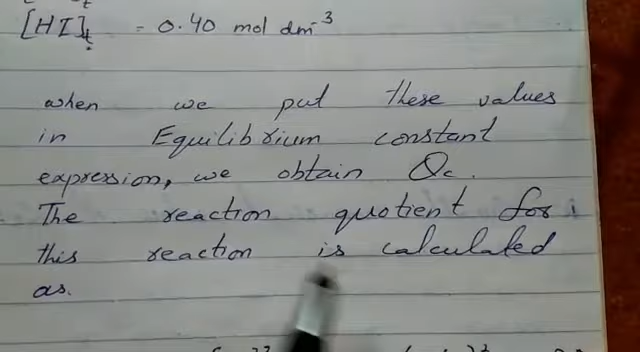 [HI]t = 0.40 mol dm⁻³
when we put these values
in Equilibrium constant
expression, we obtain Qc.
The reaction quotient for
this reaction is calculated
as.